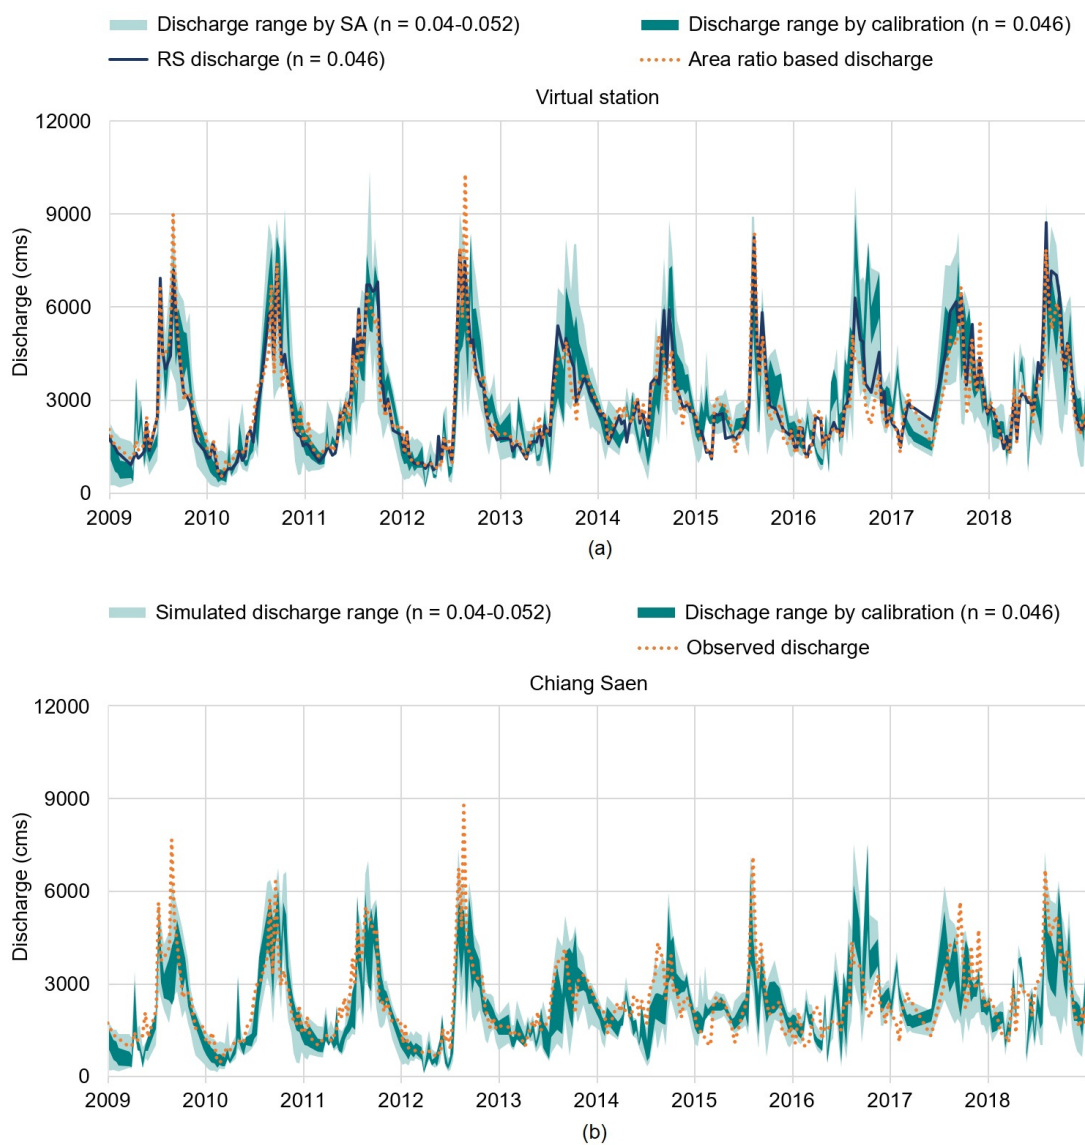 Discharge range by SA (n = 0.04-0.052)
Discharge range by calibration (n = 0.046)
RS discharge (n = 0.046)
Area ratio based discharge
Virtual station
12000
9000
6000
3000
0
Discharge (cms)
2009 2010 2011 2012 2013 2014 2015 2016 2017 2018
(a)
Simulated discharge range (n = 0.04-0.052)
Dischage range by calibration (n = 0.046)
Observed discharge
Chiang Saen
12000
9000
6000
3000
0
Discharge (cms)
2009 2010 2011 2012 2013 2014 2015 2016 2017 2018
(b)